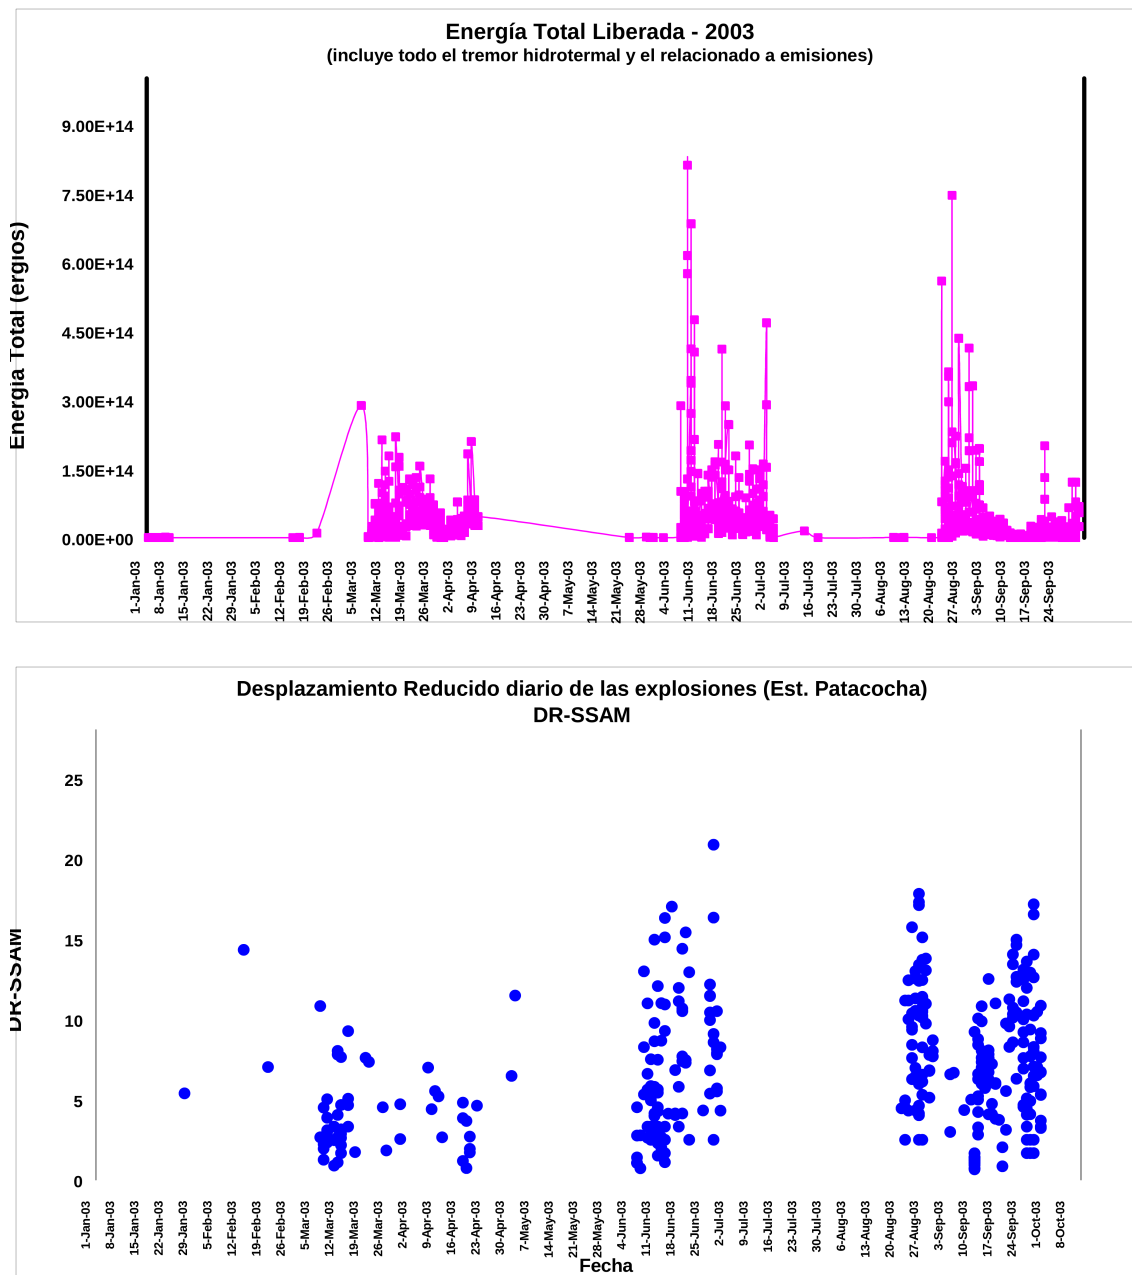 Energía Total Liberada - 2003
(incluye todo el tremor hidrotermal y el relacionado a emisiones)
Energía Total (ergios)
9.00E+14
7.50E+14
6.00E+14
4.50E+14
3.00E+14
1.50E+14
0.00E+00
1-Jan-03
8-Jan-03
15-Jan-03
22-Jan-03
29-Jan-03
5-Feb-03
12-Feb-03
19-Feb-03
26-Feb-03
5-Mar-03
12-Mar-03
19-Mar-03
26-Mar-03
2-Apr-03
9-Apr-03
16-Apr-03
23-Apr-03
30-Apr-03
7-May-03
14-May-03
21-May-03
28-May-03
4-Jun-03
11-Jun-03
18-Jun-03
25-Jun-03
2-Jul-03
9-Jul-03
16-Jul-03
23-Jul-03
30-Jul-03
6-Aug-03
13-Aug-03
20-Aug-03
27-Aug-03
3-Sep-03
10-Sep-03
17-Sep-03
24-Sep-03
Desplazamiento Reducido diario de las explosiones (Est. Patacocha)
DR-SSAM
DR-SSAM
25
20
15
10
5
0
1-Jan-03
8-Jan-03
15-Jan-03
22-Jan-03
29-Jan-03
5-Feb-03
12-Feb-03
19-Feb-03
26-Feb-03
5-Mar-03
12-Mar-03
19-Mar-03
26-Mar-03
2-Apr-03
9-Apr-03
16-Apr-03
23-Apr-03
30-Apr-03
7-May-03
14-May-03
21-May-03
28-May-03
4-Jun-03
11-Jun-03
18-Jun-03
25-Jun-03
2-Jul-03
9-Jul-03
16-Jul-03
23-Jul-03
30-Jul-03
6-Aug-03
13-Aug-03
20-Aug-03
27-Aug-03
3-Sep-03
10-Sep-03
17-Sep-03
24-Sep-03
1-Oct-03
8-Oct-03
Fecha